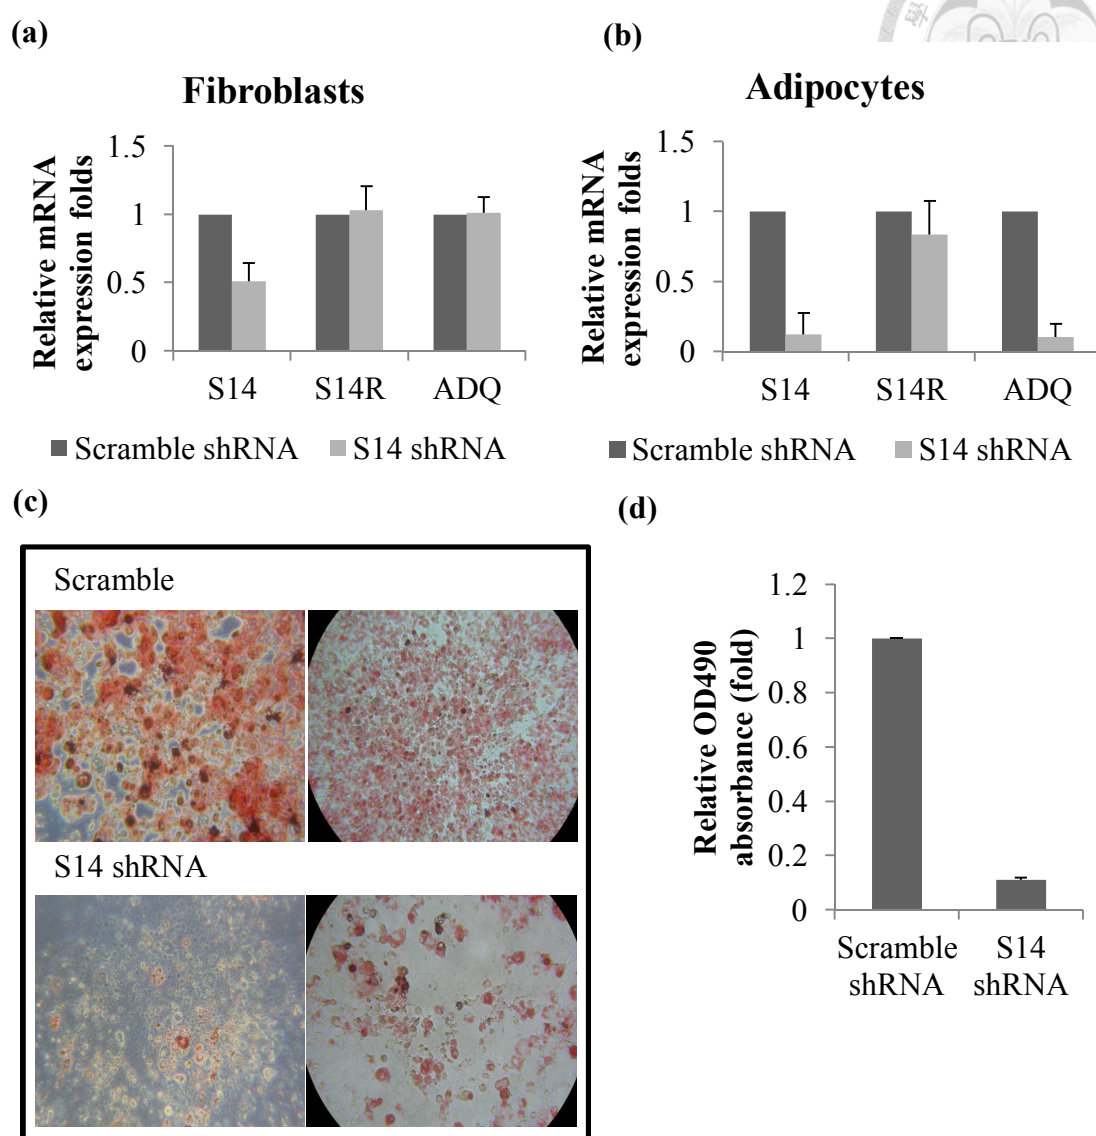 (a)
Fibroblasts
Relative mRNA
expression folds
1.5
1
0.5
0
S14 S14R ADQ
Scramble shRNA S14 shRNA
(b)
Adipocytes
Relative mRNA
expression folds
1.5
1
0.5
0
S14 S14R ADQ
Scramble shRNA S14 shRNA
學
(c)
Scramble
S14 shRNA
(d)
Relative OD490
absorbance (fold)
1.2
1
0.8
0.6
0.4
0.2
0
Scramble
shRNA
S14
shRNA